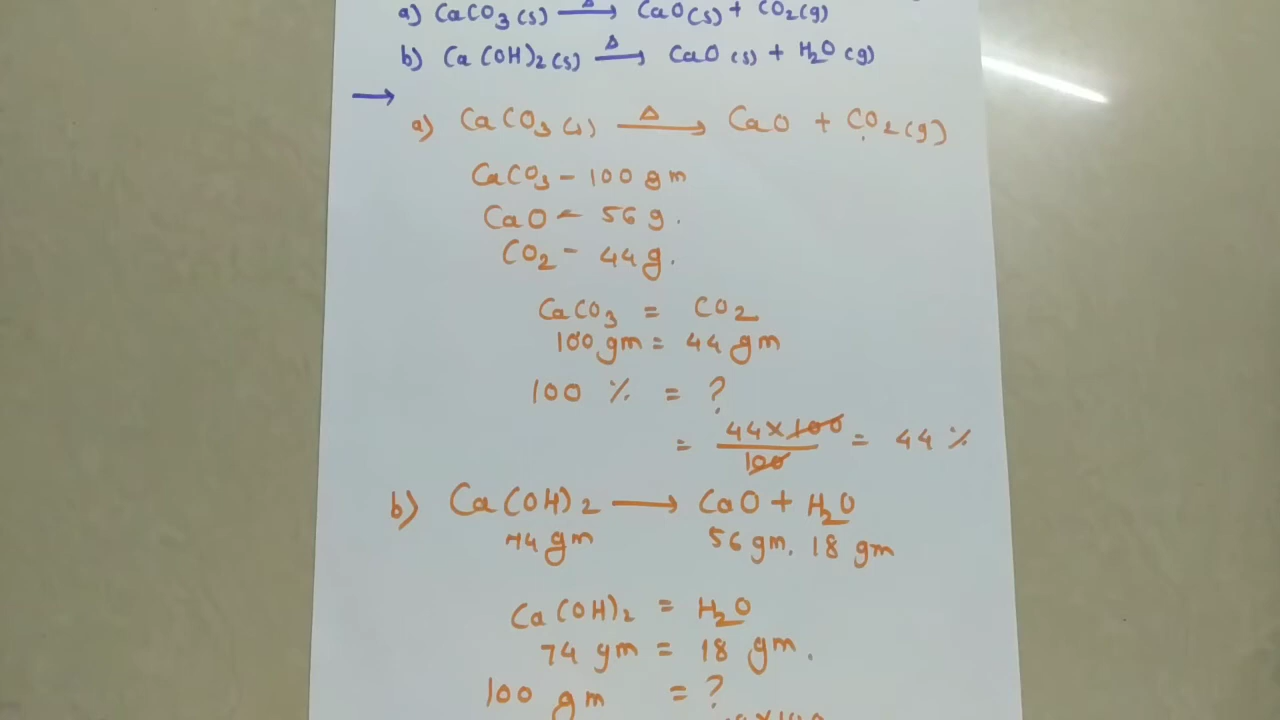 a) CaCO3(s) Δ→ CaO(s) + CO2(g)
b) Ca(OH)2(s) Δ→ CaO(s) + H2O(g)
→
a) CaCO3(s) Δ→ CaO + CO2(g)
CaCO3 - 100 gm
CaO - 56 g.
CO2 - 44 g.
CaCO3 = CO2
100 gm = 44 gm
100 % = ?
= 44×100/100 = 44 %
b) Ca(OH)2 → CaO + H2O
74 gm 56 gm. 18 gm
Ca(OH)2 = H2O
74 gm = 18 gm.
100 gm = ?